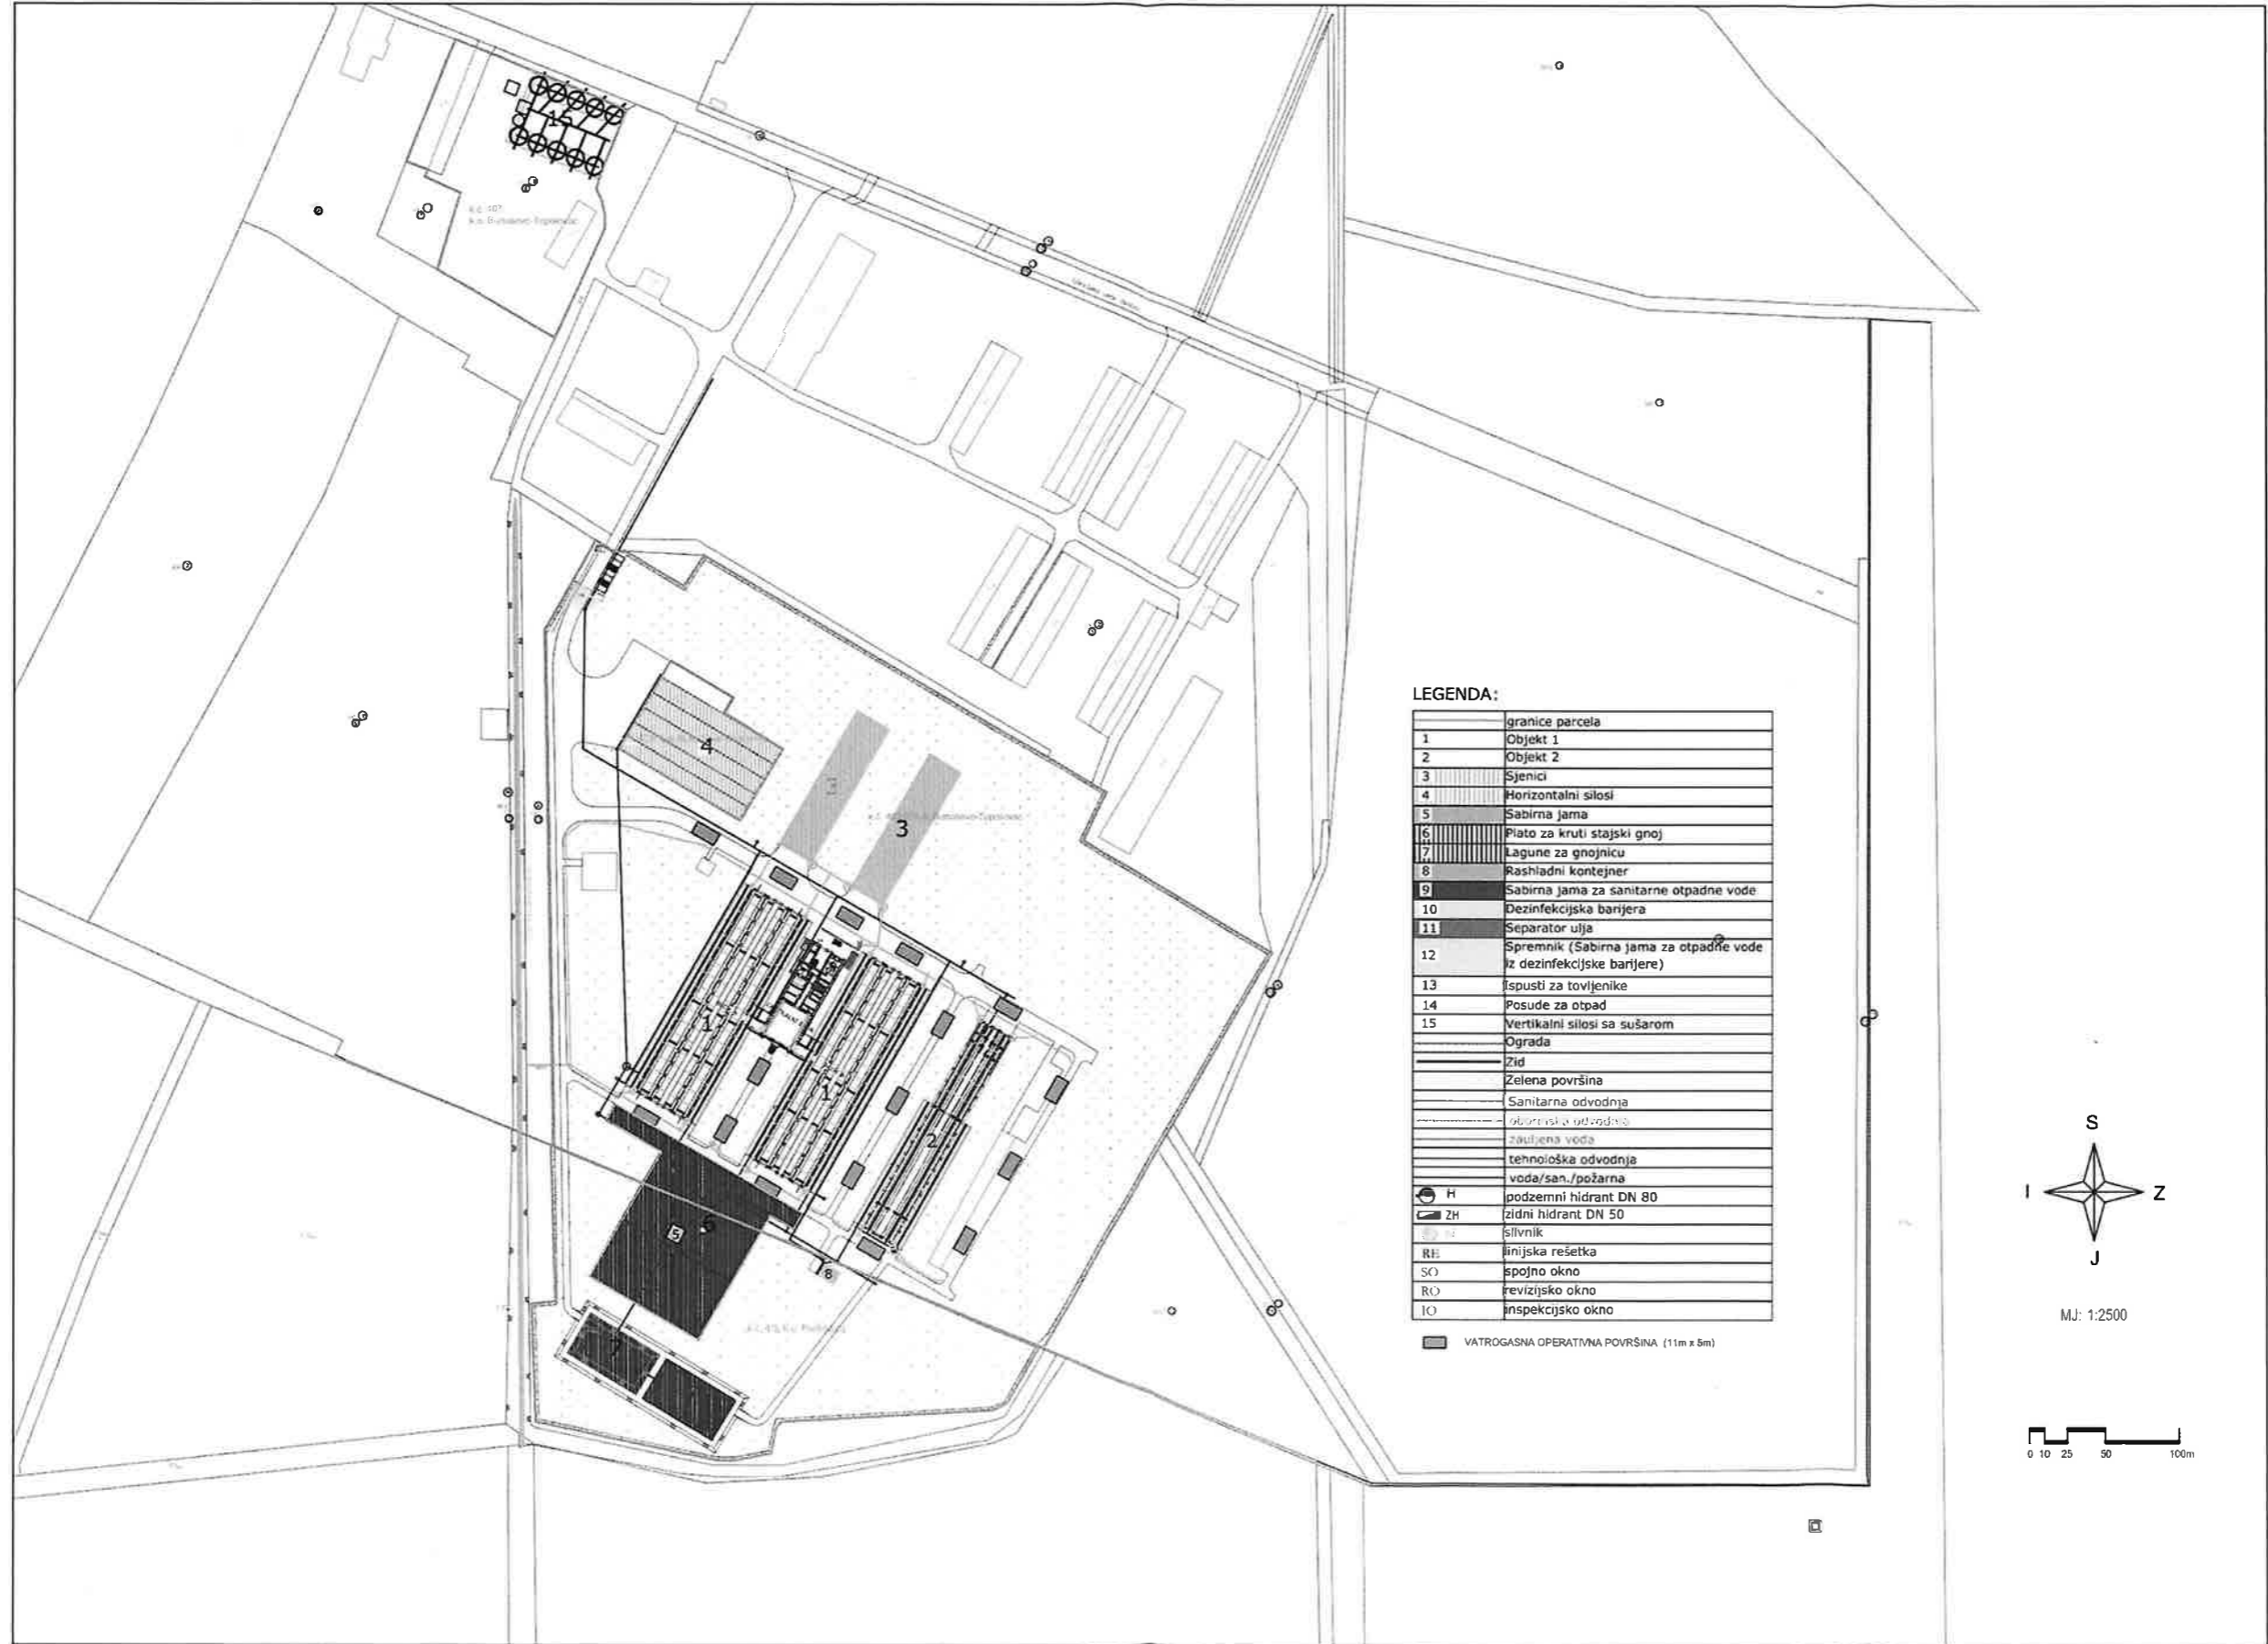 15
4
3
3
1
1
2
5
6
8
7
LEGENDA:
granice parcela
1 Objekt 1
2 Objekt 2
3 Sjenici
4 Horizontalni silosi
5 Sabirna jama
6 Plato za kruti stajski gnoj
7 Lagune za gnojnicu
8 Rashladni kontejner
9 Sabirna jama za sanitarne otpadne vode
10 Dezinfekcijska barijera
11 Separator ulja
12 Spremnik (Sabirna jama za otpadne vode
iz dezinfekcijske barijere)
13 Ispusti za tovljenike
14 Posude za otpad
15 Vertikalni silosi sa sušarom
Ograda
Zid
Zelena površina
Sanitarna odvodnja
oborinska odvodnja
zauljena voda
tehnološka odvodnja
voda/san./požarna
H podzemni hidrant DN 80
ZH zidni hidrant DN 50
slivnik
RE linijska rešetka
SO spojno okno
RO revizijsko okno
IO inspekcijsko okno
VATROGASNA OPERATIVNA POVRŠINA (11m x 5m)
S
I Z
J
MJ: 1:2500
0 10 25 50 100m